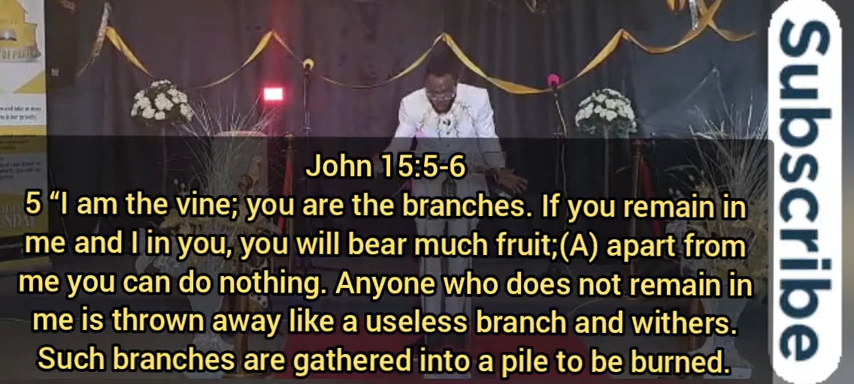 John 15:5-6
5 “I am the vine; you are the branches. If you remain in
me and I in you, you will bear much fruit;(A) apart from
me you can do nothing. Anyone who does not remain in
me is thrown away like a useless branch and withers.
Such branches are gathered into a pile to be burned.
Subscribe